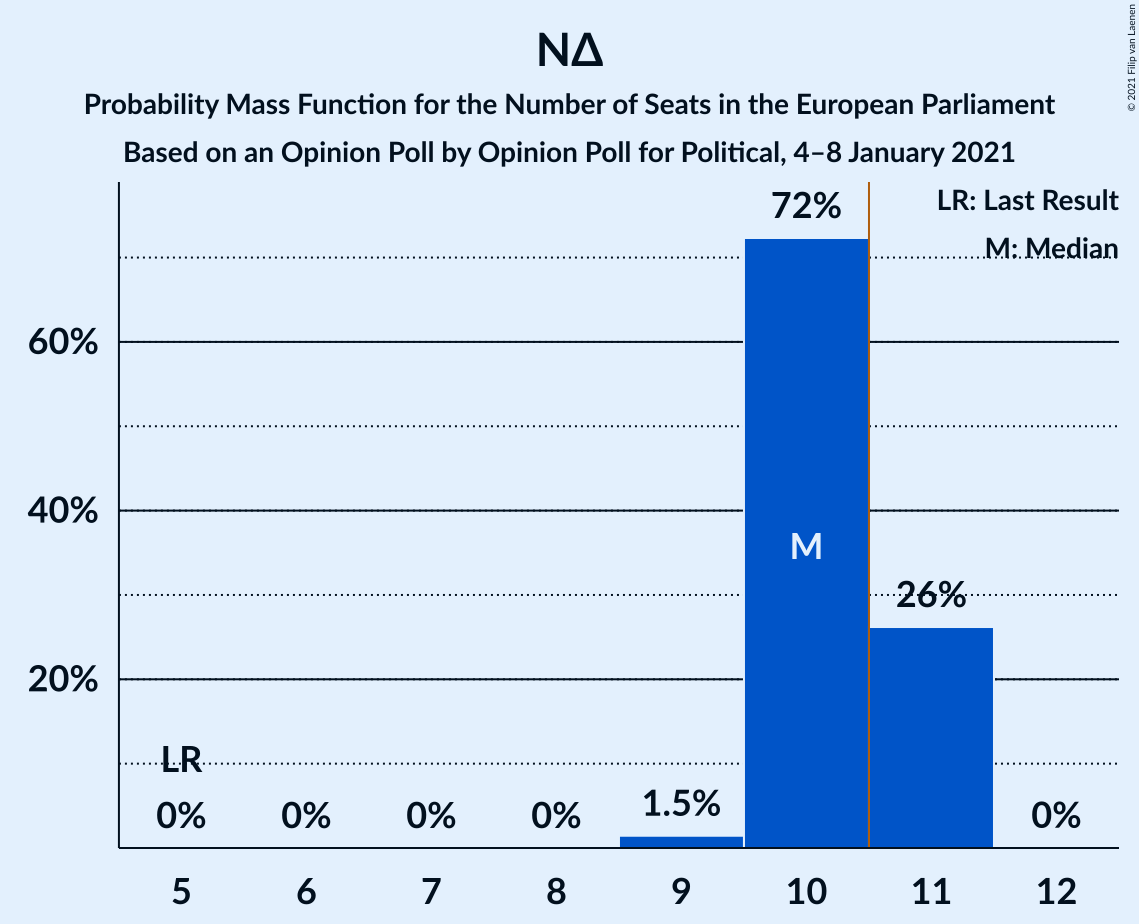 ΝΔ
Probability Mass Function for the Number of Seats in the European Parliament
Based on an Opinion Poll by Opinion Poll for Political, 4–8 January 2021
© 2021 Filip van Laenen
LR: Last Result
M: Median
72%
60%
40%
M
26%
20%
LR
0% 0% 0% 0% 1.5% 0%
5 6 7 8 9 10 11 12